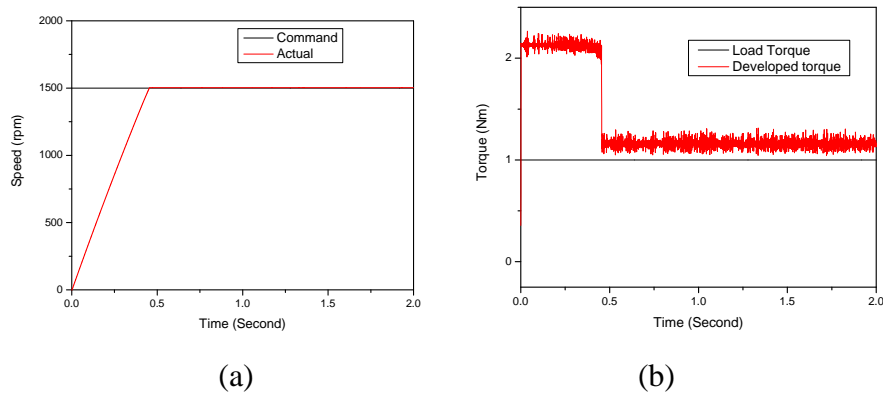 2000
1500
1000
500
0
Speed (rpm)
Command
Actual
0.0
0.5
1.0
1.5
2.0
Time (Second)
(a)
2
1
0
Torque (Nm)
Load Torque
Developed torque
0.0
0.5
1.0
1.5
2.0
Time (Second)
(b)